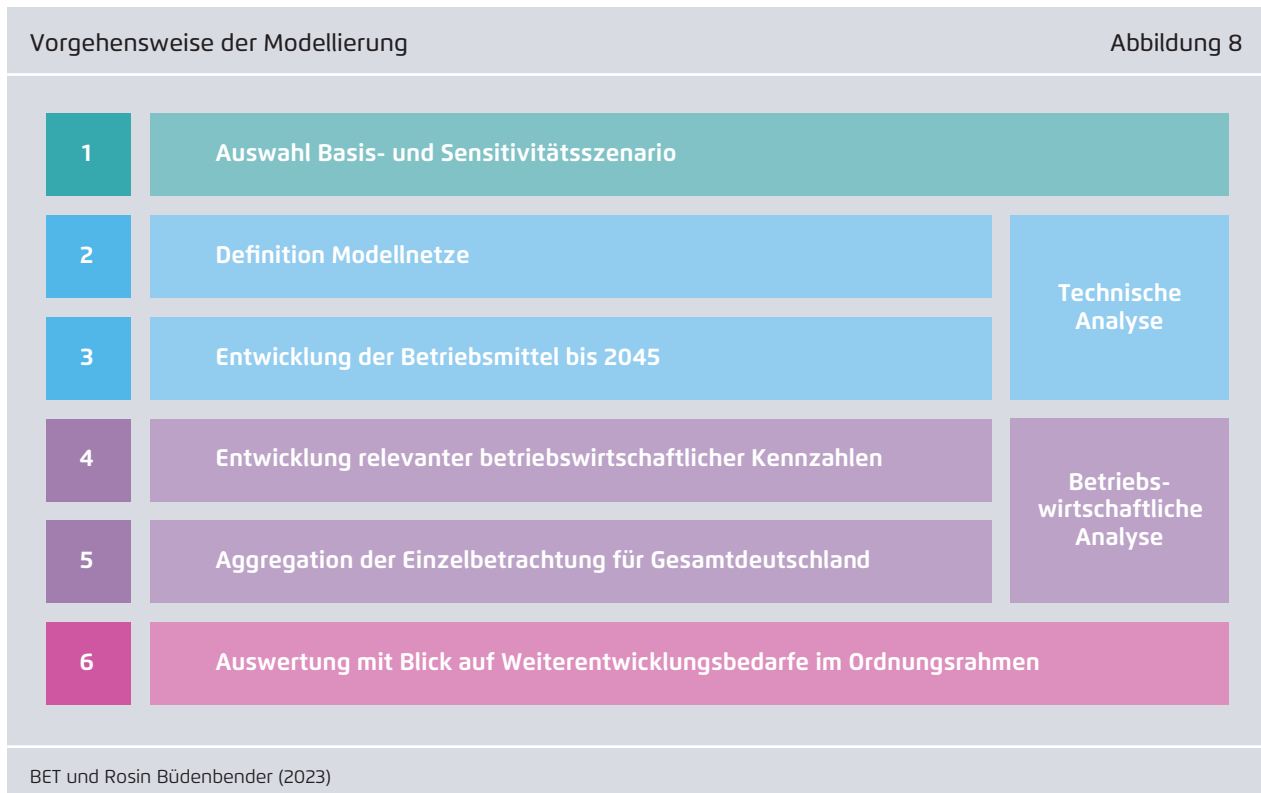 Vorgehensweise der Modellierung
Abbildung 8
1
Auswahl Basis- und Sensitivitätsszenario
2
Definition Modellnetze
3
Entwicklung der Betriebsmittel bis 2045
Technische
Analyse
4
Entwicklung relevanter betriebswirtschaftlicher Kennzahlen
5
Aggregation der Einzelbetrachtung für Gesamtdeutschland
Betriebs-
wirtschaftliche
Analyse
6
Auswertung mit Blick auf Weiterentwicklungsbedarfe im Ordnungsrahmen
BET und Rosin Büdenbender (2023)